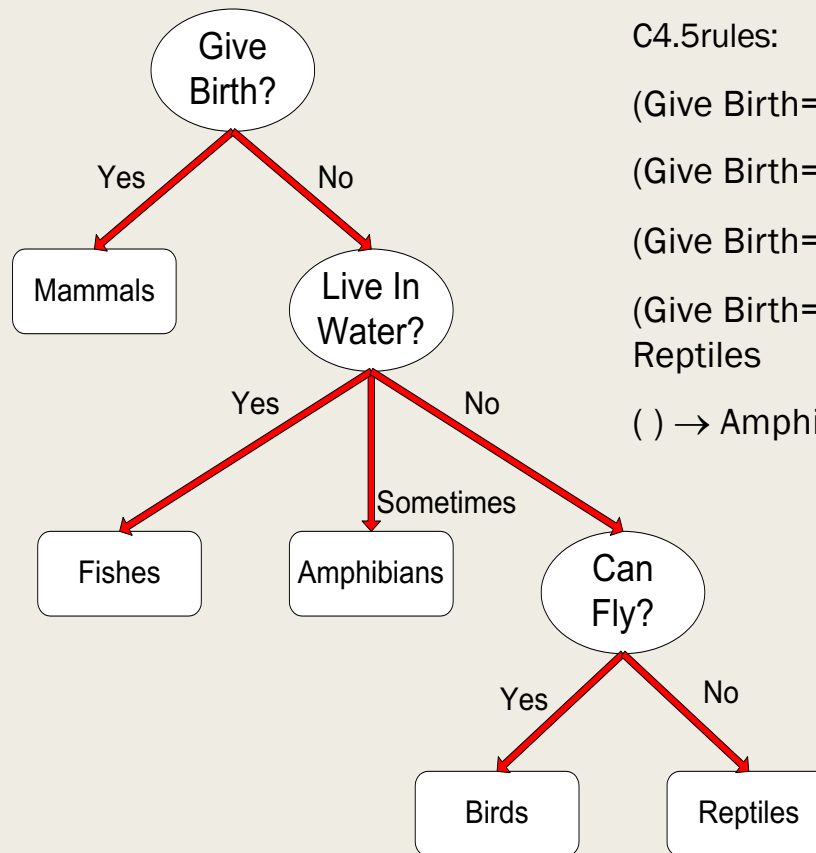 Give
Birth?
Yes
No
Mammals
Live In
Water?
Yes
Sometimes
No
Fishes
Amphibians
Can
Fly?
Yes
No
Birds
Reptiles
C4.5rules:
(Give Birth=
(Give Birth=
(Give Birth=
(Give Birth=
Reptiles
( ) → Amphi